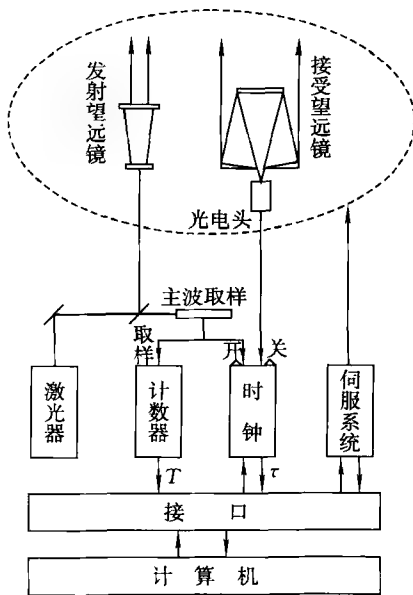 发射望远镜
接受望远镜
光电头
主波取样
取样
开
关
激光器
计数器
时钟
伺服系统
T
τ
接口
计算机